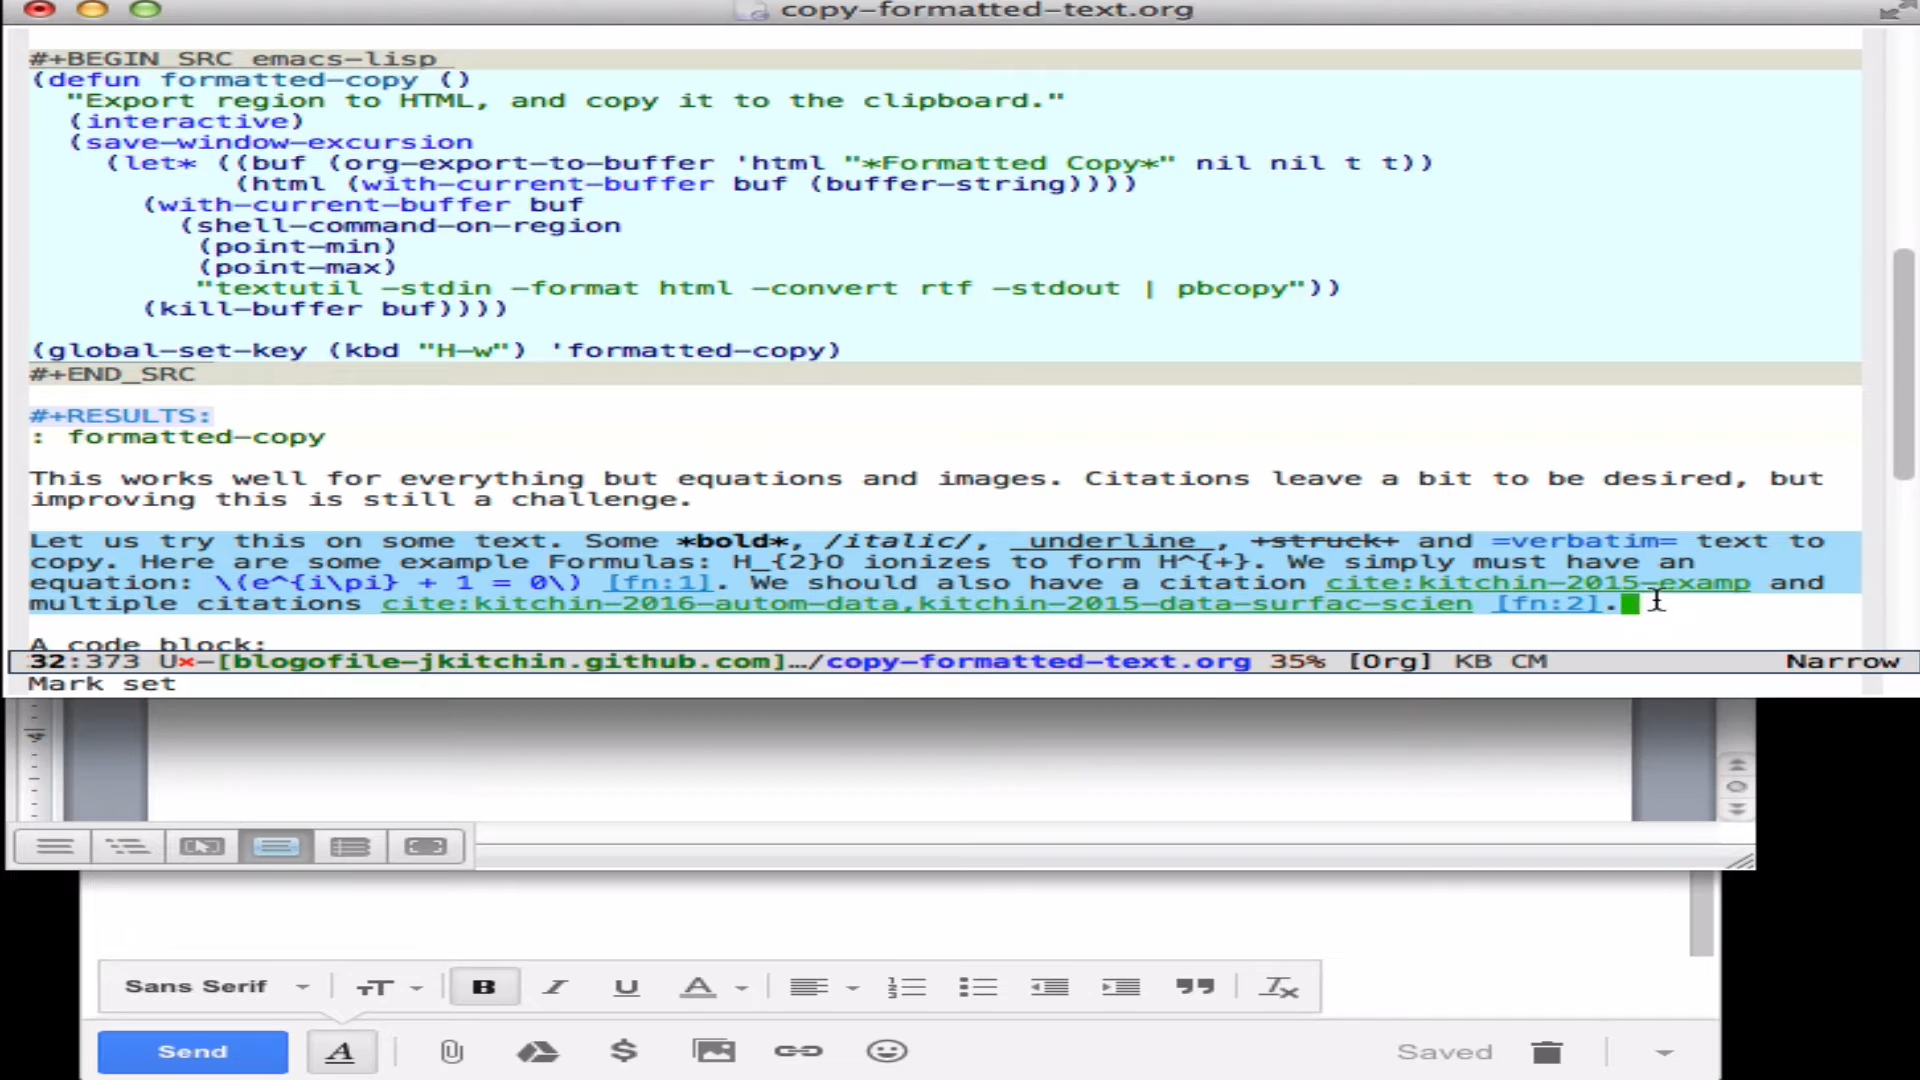 copy-formatted-text.org
#+BEGIN_SRC emacs-lisp
(defun formatted-copy ()
"Export region to HTML, and copy it to the clipboard."
(interactive)
(save-window-excursion
(let* ((buf (org-export-to-buffer 'html "*Formatted Copy*" nil nil t t))
(html (with-current-buffer buf (buffer-string))))
(with-current-buffer buf
(shell-command-on-region
(point-min)
(point-max)
"textutil -stdin -format html -convert rtf -stdout | pbcopy"))
(kill-buffer buf))))
(global-set-key (kbd "H-w") 'formatted-copy)
#+END_SRC
#+RESULTS:
: formatted-copy
This works well for everything but equations and images. Citations leave a bit to be desired, but
improving this is still a challenge.
Let us try this on some text. Some *bold*, /italic/, _underline_, +struck+ and =verbatim= text to
copy. Here are some example Formulas: H_{2}O ionizes to form H^{+}. We simply must have an
equation: \(e^{i\pi} + 1 = 0\) [fn:1]. We should also have a citation cite:kitchin-2015-examp and
multiple citations cite:kitchin-2016-autom-data,kitchin-2015-data-surfac-scien [fn:2].
A code block:
32:373 U×-[blogofile-jkitchin.github.com]…/copy-formatted-text.org 35% [Org] KB CM Narrow
Mark set
Sans Serif TT B I U A Tx
Send A $ Saved